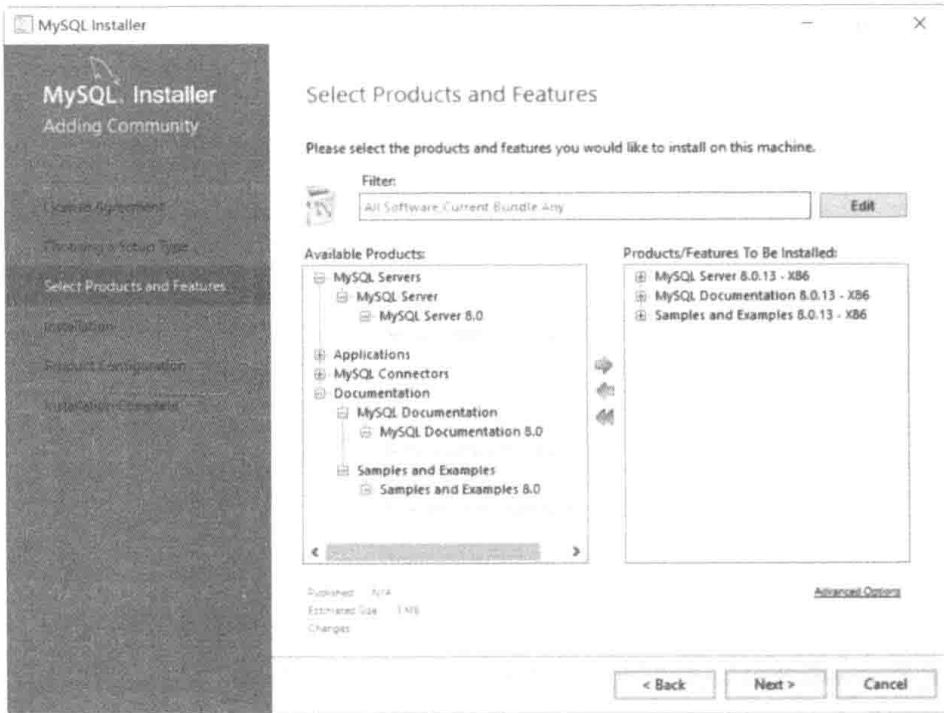 MySQL Installer
MySQL Installer
Adding Community
License Agreement
Choosing a Setup Type
Select Products and Features
Installation
Product Configuration
Installation Complete
Select Products and Features
Please select the products and features you would like to install on this machine.
Filter:
All Software,Current Bundle,Any
Edit
Available Products:
MySQL Servers
MySQL Server
MySQL Server 8.0
Applications
MySQL Connectors
Documentation
MySQL Documentation
MySQL Documentation 8.0
Samples and Examples
Samples and Examples 8.0
Products/Features To Be Installed:
MySQL Server 8.0.13 - X86
MySQL Documentation 8.0.13 - X86
Samples and Examples 8.0.13 - X86
Published N/A
Estimated Size
Changes
Advanced Options
< Back
Next >
Cancel